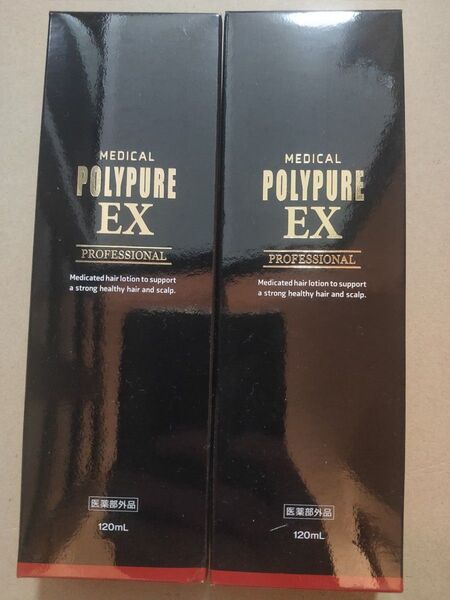 MEDICAL
POLYPURE
EX
PROFESSIONAL
Medicated hair lotion to support
a strong healthy hair and scalp.
医薬部外品
120mL
MEDICAL
POLYPURE
EX
PROFESSIONAL
Medicated hair lotion to support
a strong healthy hair and scalp.
医薬部外品
120mL